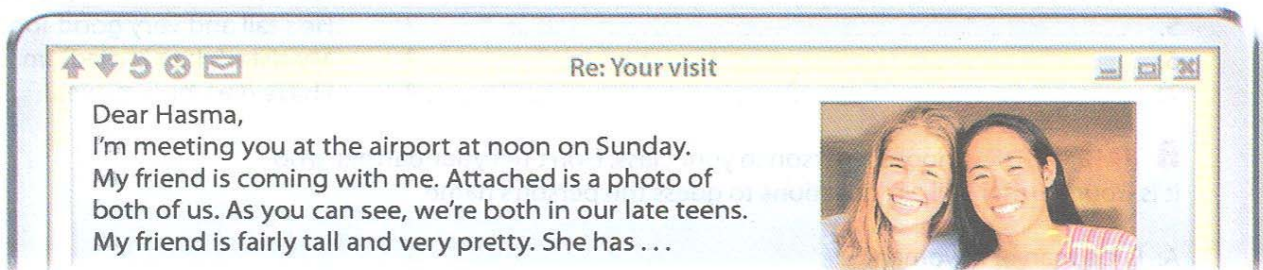 Re: Your visit
Dear Hasma,
I'm meeting you at the airport at noon on Sunday.
My friend is coming with me. Attached is a photo of
both of us. As you can see, we're both in our late teens.
My friend is fairly tall and very pretty. She has . . .